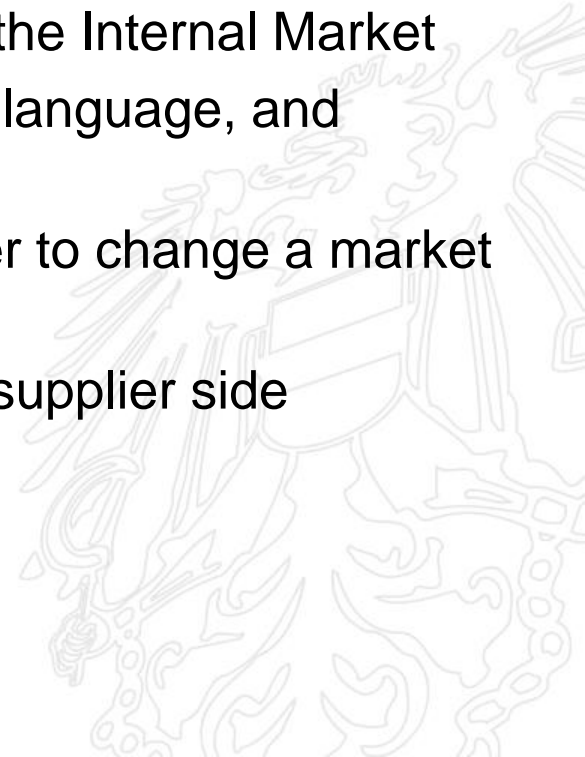 the Internal Market
language, and
to change a market
supplier side